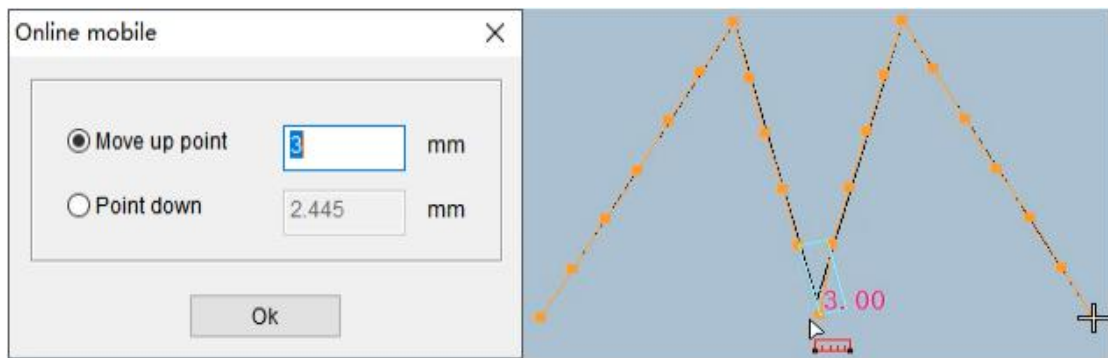 Online mobile
Move up point 3 mm
Point down 2.445 mm
Ok
3.00